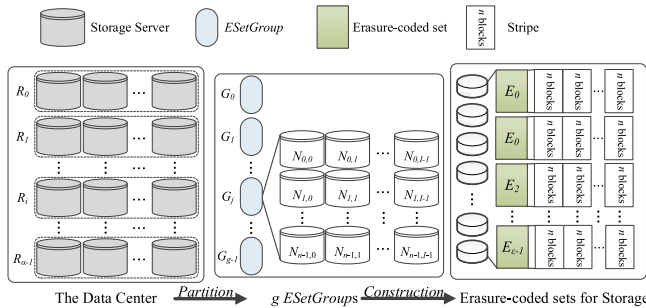 Storage Server
ESetGroup
Erasure-coded set
n blocks
Stripe
R0
R1
Ri
Rα-1
G0
G1
Gj
Gg-1
N0,0 N0,1 ... N0,l-1
N1,0 N1,1 ... N1,l-1
Nn-1,0 Nn-1,1 ... Nn-1,l-1
E0 n blocks n blocks n blocks ... n blocks
E0 n blocks n blocks n blocks ... n blocks
E2 n blocks n blocks n blocks ... n blocks
Eε-1 n blocks n blocks n blocks ... n blocks
The Data Center Partition g ESetGroups Construction Erasure-coded sets for Storage